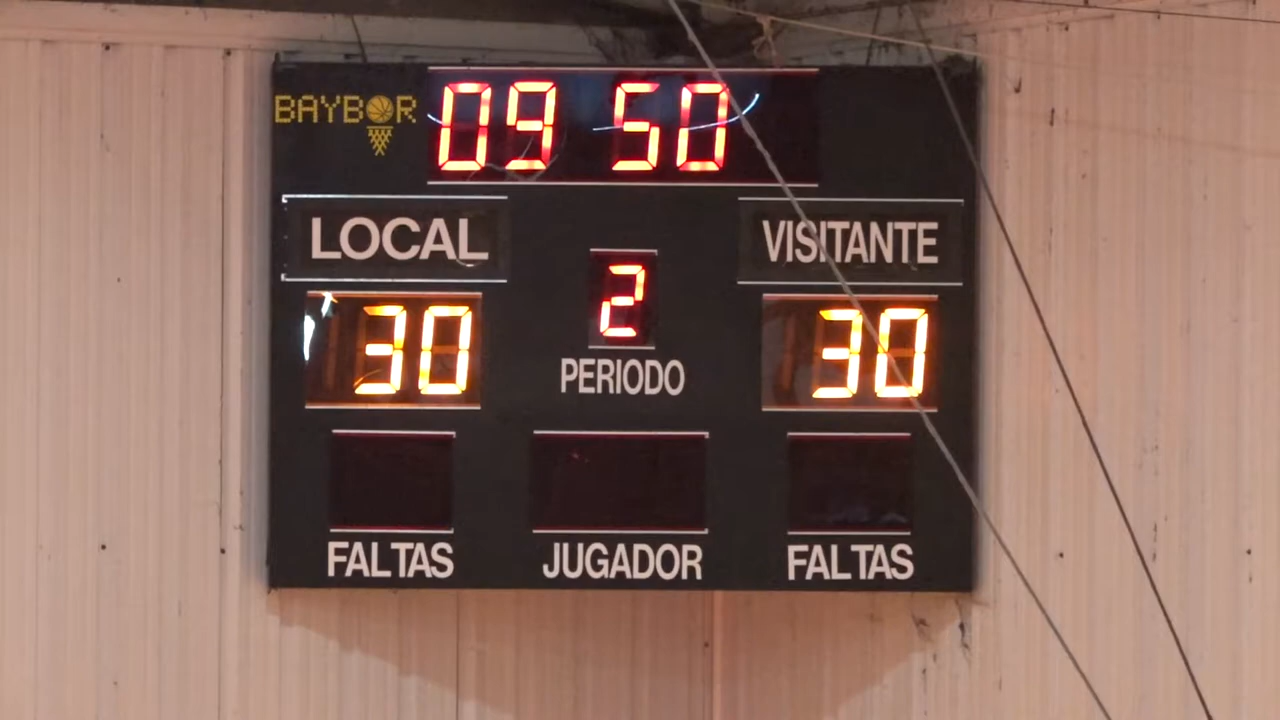 BAYBOR
09 50
LOCAL
VISITANTE
2
30
30
PERIODO
FALTAS
JUGADOR
FALTAS